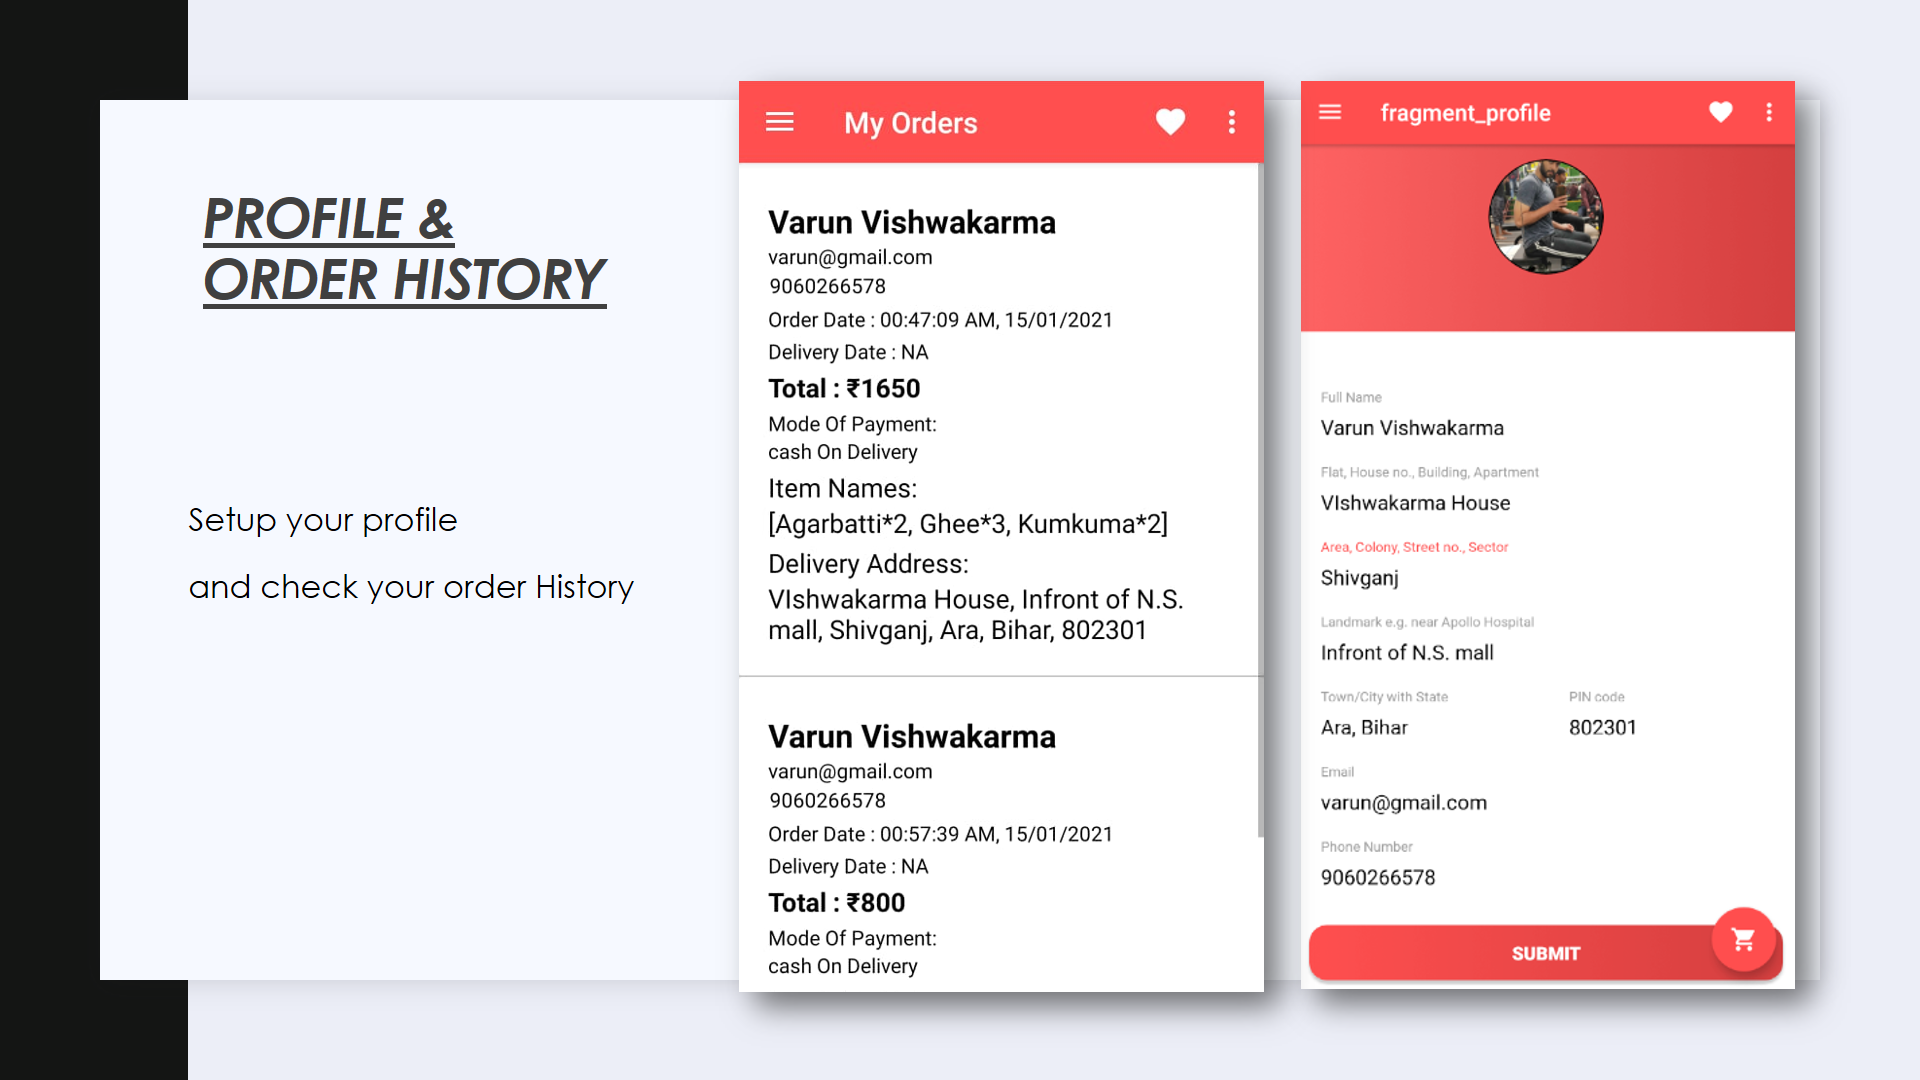 PROFILE &
ORDER HISTORY
Setup your profile
and check your order History
My Orders
Varun Vishwakarma
varun@gmail.com
9060266578
Order Date : 00:47:09 AM, 15/01/2021
Delivery Date : NA
Total : ₹1650
Mode Of Payment:
cash On Delivery
Item Names:
[Agarbatti*2, Ghee*3, Kumkuma*2]
Delivery Address:
VIshwakarma House, Infront of N.S.
mall, Shivganj, Ara, Bihar, 802301
Varun Vishwakarma
varun@gmail.com
9060266578
Order Date : 00:57:39 AM, 15/01/2021
Delivery Date : NA
Total : ₹800
Mode Of Payment:
cash On Delivery
fragment_profile
Full Name
Varun Vishwakarma
Flat, House no., Building, Apartment
VIshwakarma House
Area, Colony, Street no., Sector
Shivganj
Landmark e.g. near Apollo Hospital
Infront of N.S. mall
Town/City with State PIN code
Ara, Bihar 802301
Email
varun@gmail.com
Phone Number
9060266578
SUBMIT